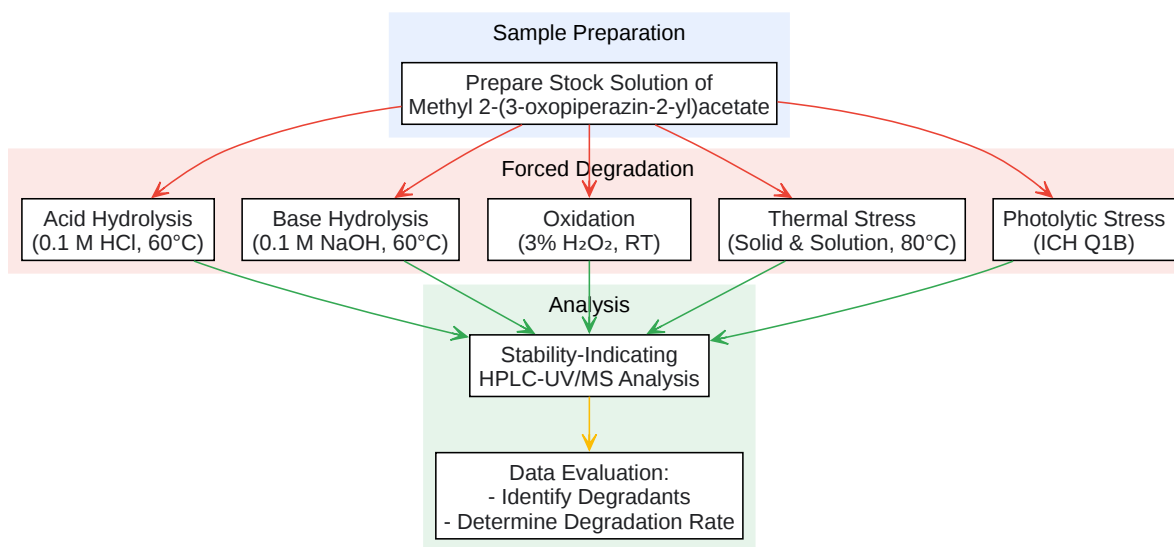 Sample Preparation
Prepare Stock Solution of
Methyl 2-(3-oxopiperazin-2-yl)acetate
Forced Degradation
Acid Hydrolysis
(0.1 M HCl, 60°C)
Base Hydrolysis
(0.1 M NaOH, 60°C)
Oxidation
(3% H₂O₂, RT)
Thermal Stress
(Solid & Solution, 80°C)
Photolytic Stress
(ICH Q1B)
Analysis
Stability-Indicating
HPLC-UV/MS Analysis
Data Evaluation:
- Identify Degradants
- Determine Degradation Rate